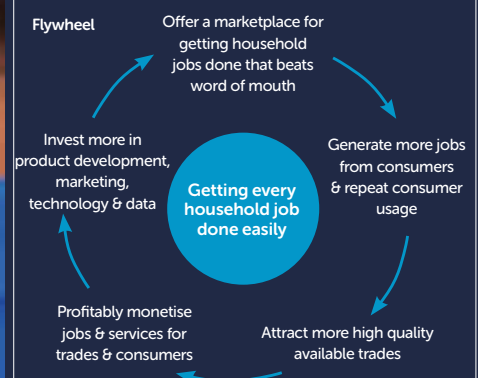 Flywheel
Offer a marketplace for
getting household
jobs done that beats
word of mouth
Generate more jobs
from consumers
& repeat consumer
usage
Attract more high quality
available trades
Profitably monetise
jobs & services for
trades & consumers
Invest more in
product development,
marketing,
technology & data
Getting every
household job
done easily